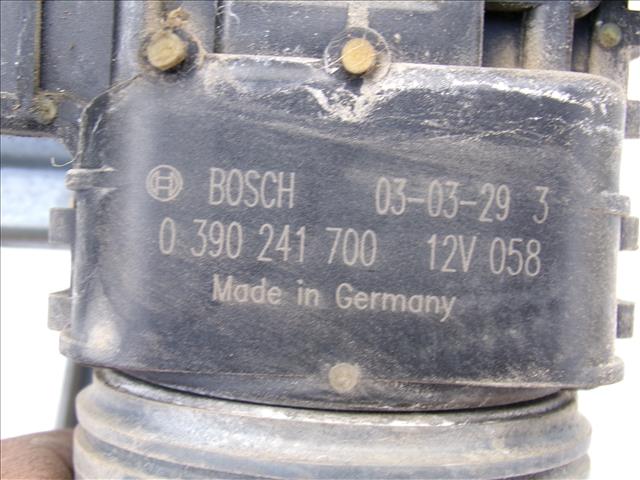 BOSCH 03-03-29 3
0 390 241 700 12V 058
Made in Germany